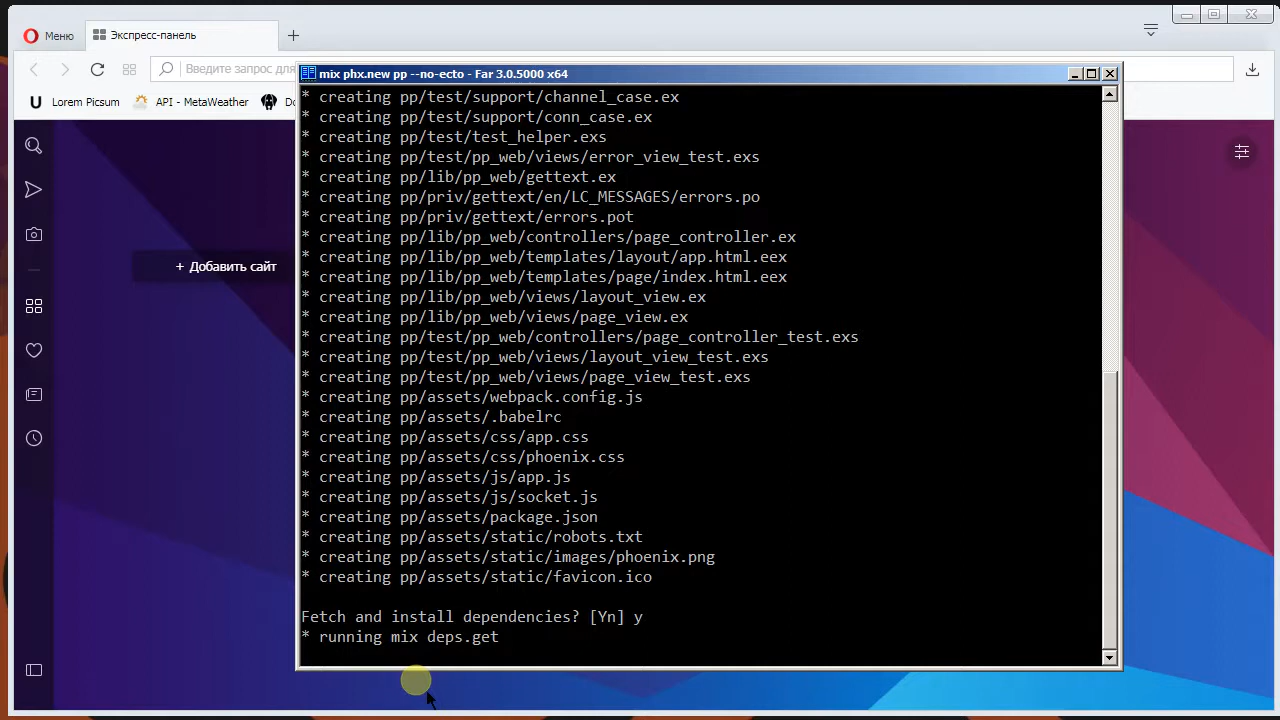 Меню
Экспресс-панель
Введите запрос для
Lorem Picsum
API - MetaWeather
+ Добавить сайт
mix phx.new pp --no-ecto - Far 3.0.5000 x64
* creating pp/test/support/channel_case.ex
* creating pp/test/support/conn_case.ex
* creating pp/test/test_helper.exs
* creating pp/test/pp_web/views/error_view_test.exs
* creating pp/lib/pp_web/gettext.ex
* creating pp/priv/gettext/en/LC_MESSAGES/errors.po
* creating pp/priv/gettext/errors.pot
* creating pp/lib/pp_web/controllers/page_controller.ex
* creating pp/lib/pp_web/templates/layout/app.html.eex
* creating pp/lib/pp_web/templates/page/index.html.eex
* creating pp/lib/pp_web/views/layout_view.ex
* creating pp/lib/pp_web/views/page_view.ex
* creating pp/test/pp_web/controllers/page_controller_test.exs
* creating pp/test/pp_web/views/layout_view_test.exs
* creating pp/test/pp_web/views/page_view_test.exs
* creating pp/assets/webpack.config.js
* creating pp/assets/.babelrc
* creating pp/assets/css/app.css
* creating pp/assets/css/phoenix.css
* creating pp/assets/js/app.js
* creating pp/assets/js/socket.js
* creating pp/assets/package.json
* creating pp/assets/static/robots.txt
* creating pp/assets/static/images/phoenix.png
* creating pp/assets/static/favicon.ico
Fetch and install dependencies? [Yn] y
* running mix deps.get